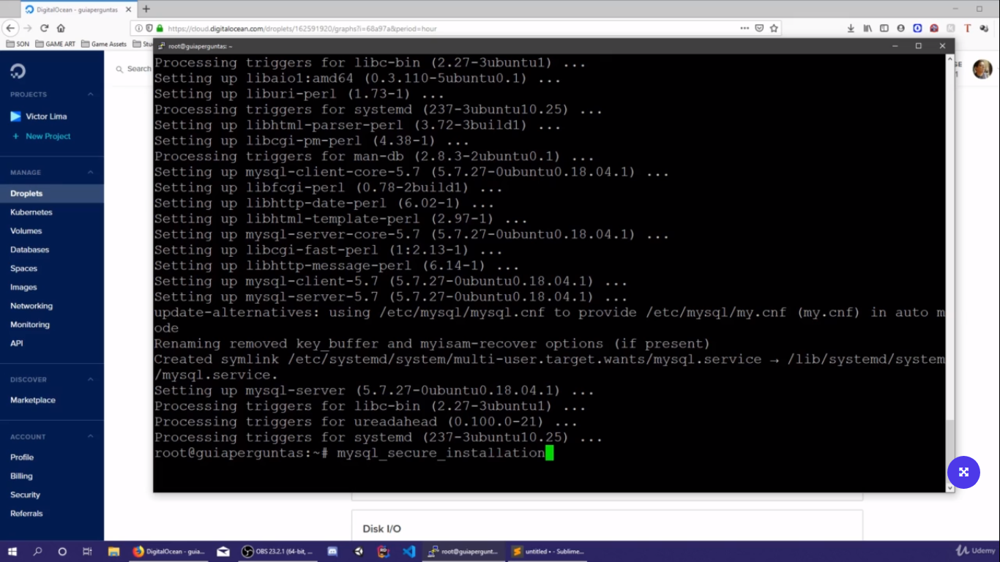 DigitalOcean - guiaperguntas
https://cloud.digitalocean.com/droplets/162591920/graphs?i=68a97a&period=hour
SON
GAME ART
Game Assets
root@guiaperguntas: ~
Search
PROJECTS
Victor Lima
+ New Project
MANAGE
Droplets
Kubernetes
Volumes
Databases
Spaces
Images
Networking
Monitoring
API
DISCOVER
Marketplace
ACCOUNT
Profile
Billing
Security
Referrals
Processing triggers for libc-bin (2.27-3ubuntu1) ...
Setting up libaio1:amd64 (0.3.110-5ubuntu0.1) ...
Setting up liburi-perl (1.73-1) ...
Processing triggers for systemd (237-3ubuntu10.25) ...
Setting up libhtml-parser-perl (3.72-3build1) ...
Setting up libcgi-pm-perl (4.38-1) ...
Processing triggers for man-db (2.8.3-2ubuntu0.1) ...
Setting up mysql-client-core-5.7 (5.7.27-0ubuntu0.18.04.1) ...
Setting up libfcgi-perl (0.78-2build1) ...
Setting up libhttp-date-perl (6.02-1) ...
Setting up libhtml-template-perl (2.97-1) ...
Setting up mysql-server-core-5.7 (5.7.27-0ubuntu0.18.04.1) ...
Setting up libcgi-fast-perl (1:2.13-1) ...
Setting up libhttp-message-perl (6.14-1) ...
Setting up mysql-client-5.7 (5.7.27-0ubuntu0.18.04.1) ...
Setting up mysql-server-5.7 (5.7.27-0ubuntu0.18.04.1) ...
update-alternatives: using /etc/mysql/mysql.cnf to provide /etc/mysql/my.cnf (my.cnf) in auto m
ode
Renaming removed key_buffer and myisam-recover options (if present)
Created symlink /etc/systemd/system/multi-user.target.wants/mysql.service → /lib/systemd/system
/mysql.service.
Setting up mysql-server (5.7.27-0ubuntu0.18.04.1) ...
Processing triggers for libc-bin (2.27-3ubuntu1) ...
Processing triggers for ureadahead (0.100.0-21) ...
Processing triggers for systemd (237-3ubuntu10.25) ...
root@guiaperguntas:~# mysql_secure_installation
Disk I/O
DigitalOcean - guia...
OBS 23.2.1 (64-bit, ...
root@guiapergunt...
untitled • - Sublime...
Udemy